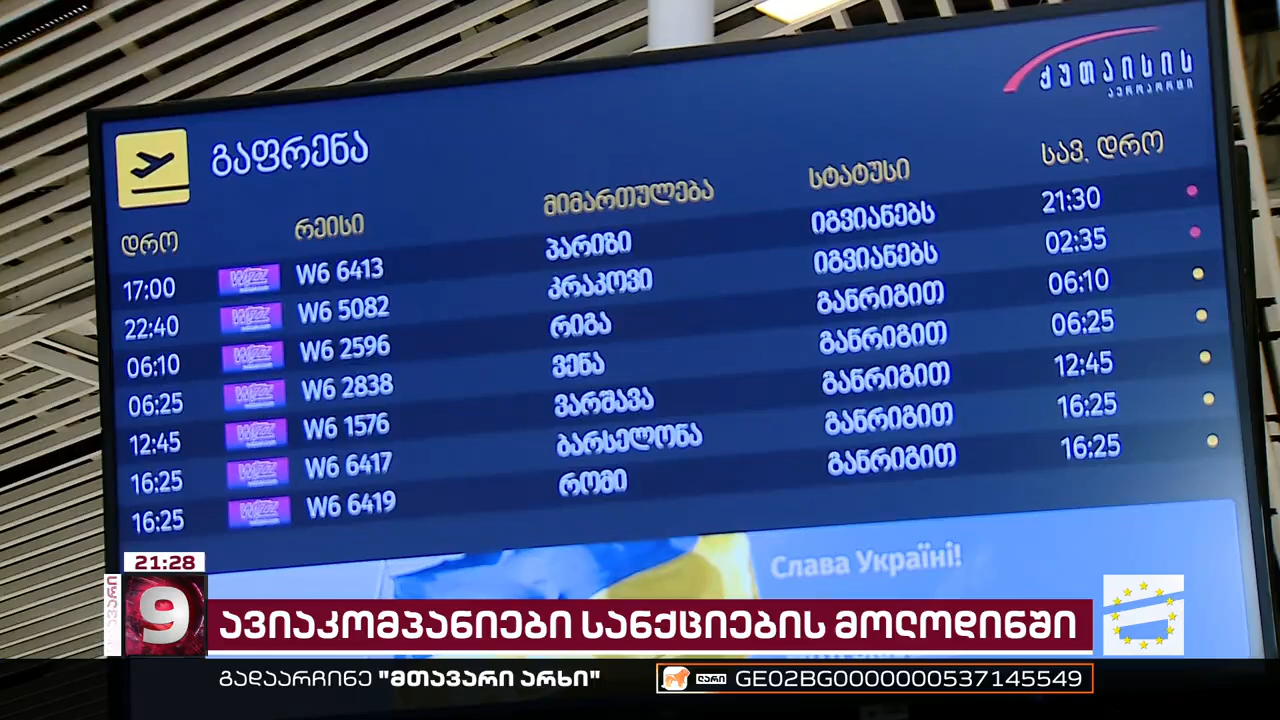 ქუთაისის
აეროპორტი
გაფრენა
დრო რეისი მიმართულება სტატუსი სავ. დრო
17:00 W6 6413 პარიზი იგვიანებს 21:30
22:40 W6 5082 კრაკოვი იგვიანებს 02:35
06:10 W6 2596 რიგა განრიგით 06:10
06:25 W6 2838 ვენა განრიგით 06:25
12:45 W6 1576 ვარშავა განრიგით 12:45
16:25 W6 6417 ბარსელონა განრიგით 16:25
16:25 W6 6419 რომი განრიგით 16:25
Слава Україні!
21:28
მთავარი
9
ავიაკომპანიები სანქციების მოლოდინში
გადაარჩინე "მთავარი არხი" ლარი GE02BG0000000537145549